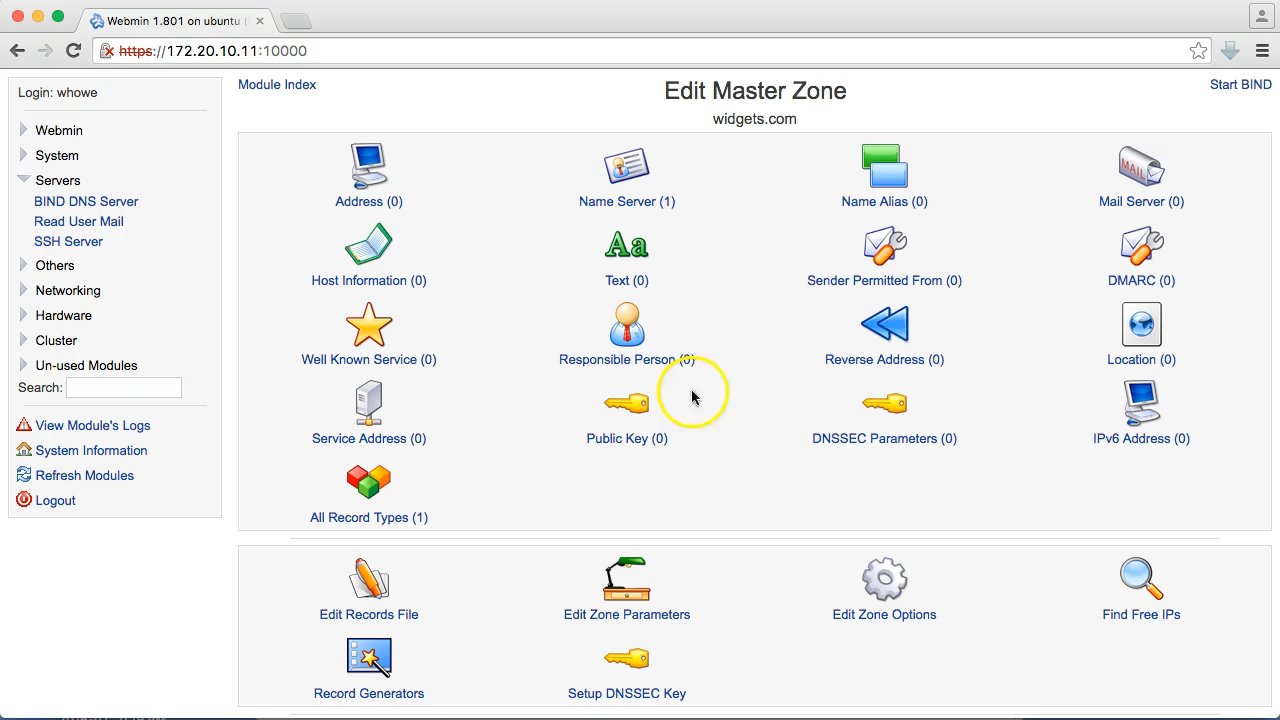 Webmin 1.801 on ubuntu (
https://172.20.10.11:10000
Login: whowe
Webmin
System
Servers
BIND DNS Server
Read User Mail
SSH Server
Others
Networking
Hardware
Cluster
Un-used Modules
Search:
View Module's Logs
System Information
Refresh Modules
Logout
Module Index
Edit Master Zone
Start BIND
widgets.com
Address (0)
Name Server (1)
Name Alias (0)
MAIL
Mail Server (0)
Host Information (0)
Aa
Text (0)
Sender Permitted From (0)
DMARC (0)
Well Known Service (0)
Responsible Person (0)
Reverse Address (0)
Location (0)
Service Address (0)
Public Key (0)
DNSSEC Parameters (0)
IPv6 Address (0)
All Record Types (1)
Edit Records File
Edit Zone Parameters
Edit Zone Options
Find Free IPs
Record Generators
Setup DNSSEC Key